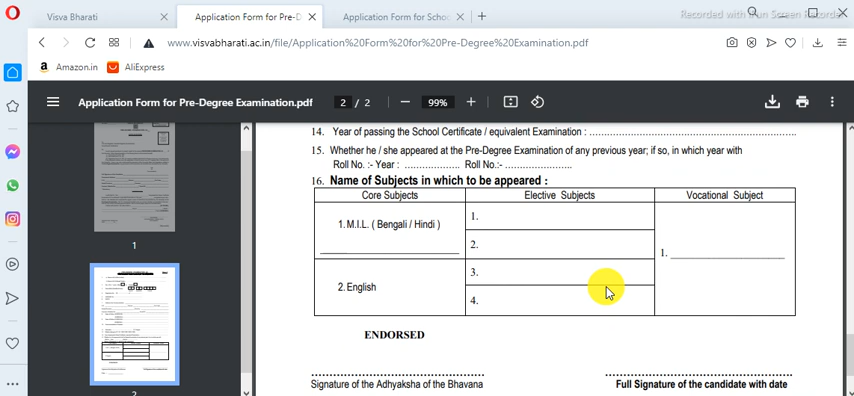 Visva Bharati
Application Form for Pre-D
Application Form for Schoo
Recorded with
Screen Recorder
www.visvabharati.ac.in/file/Application%20Form%20for%20Pre-Degree%20Examination.pdf
Amazon.in AliExpress
Application Form for Pre-Degree Examination.pdf 2 / 2 99%
14. Year of passing the School Certificate / equivalent Examination : ...........................................................
15. Whether he / she appeared at the Pre-Degree Examination of any previous year; if so, in which year with
Roll No. :- Year : .................. Roll No.:- ......................
16. Name of Subjects in which to be appeared :
Core Subjects Elective Subjects Vocational Subject
1.M.I.L. ( Bengali / Hindi ) 1.
2.
1. ____________________
2.English 3.
4.
1
2
ENDORSED
Signature of the Adhyaksha of the Bhavana Full Signature of the candidate with date